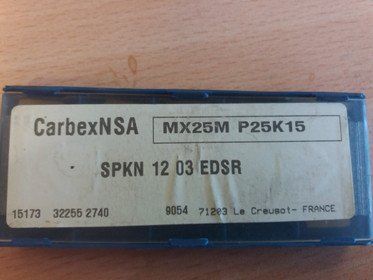 CarbexNSA MX25M P25K15
SPKN 12 03 EDSR
15173 32255 2740 9054 71203 Le Creusot- FRANCE